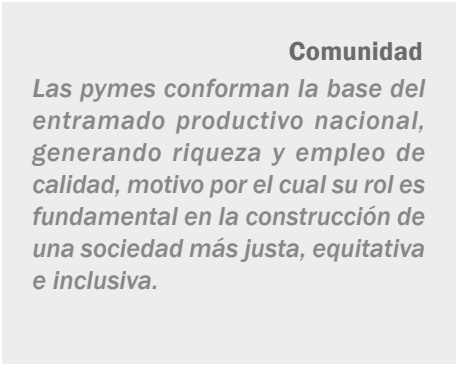 Comunidad
Las pymes conforman la base del
entramado productivo nacional,
generando riqueza y empleo de
calidad, motivo por el cual su rol es
fundamental en la construcción de
una sociedad más justa, equitativa
e inclusiva.